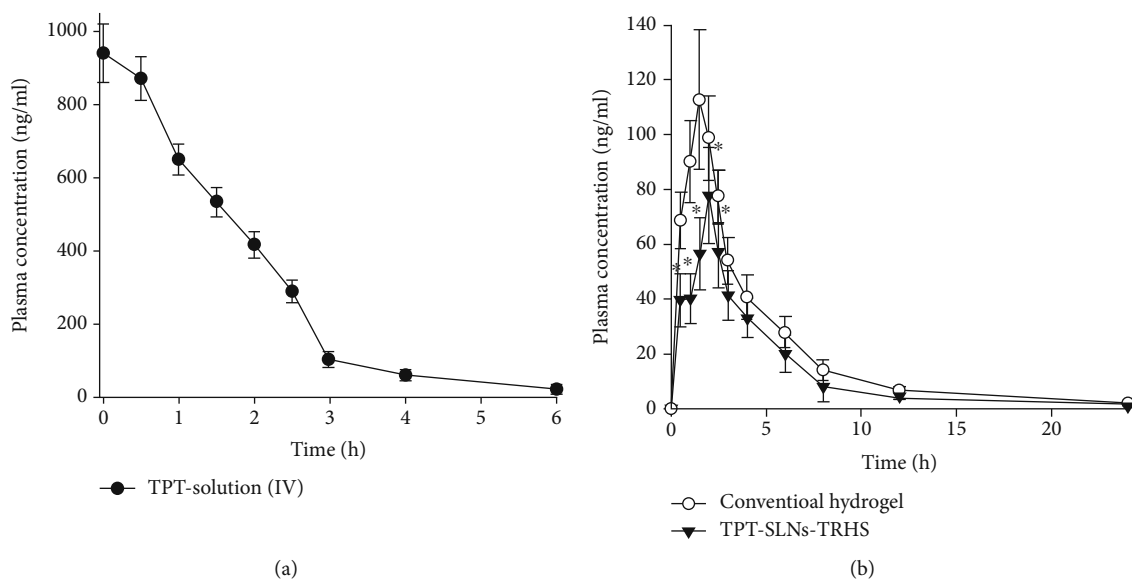 1000
800
600
400
200
0
Plasma concentration (ng/ml)
0 1 2 3 4 5 6
Time (h)
TPT-solution (IV)
(a)
140
120
100
80
60
40
20
0
Plasma concentration (ng/ml)
*
*
*
*
*
0 5 10 15 20
Time (h)
Conventioal hydrogel
TPT-SLNs-TRHS
(b)